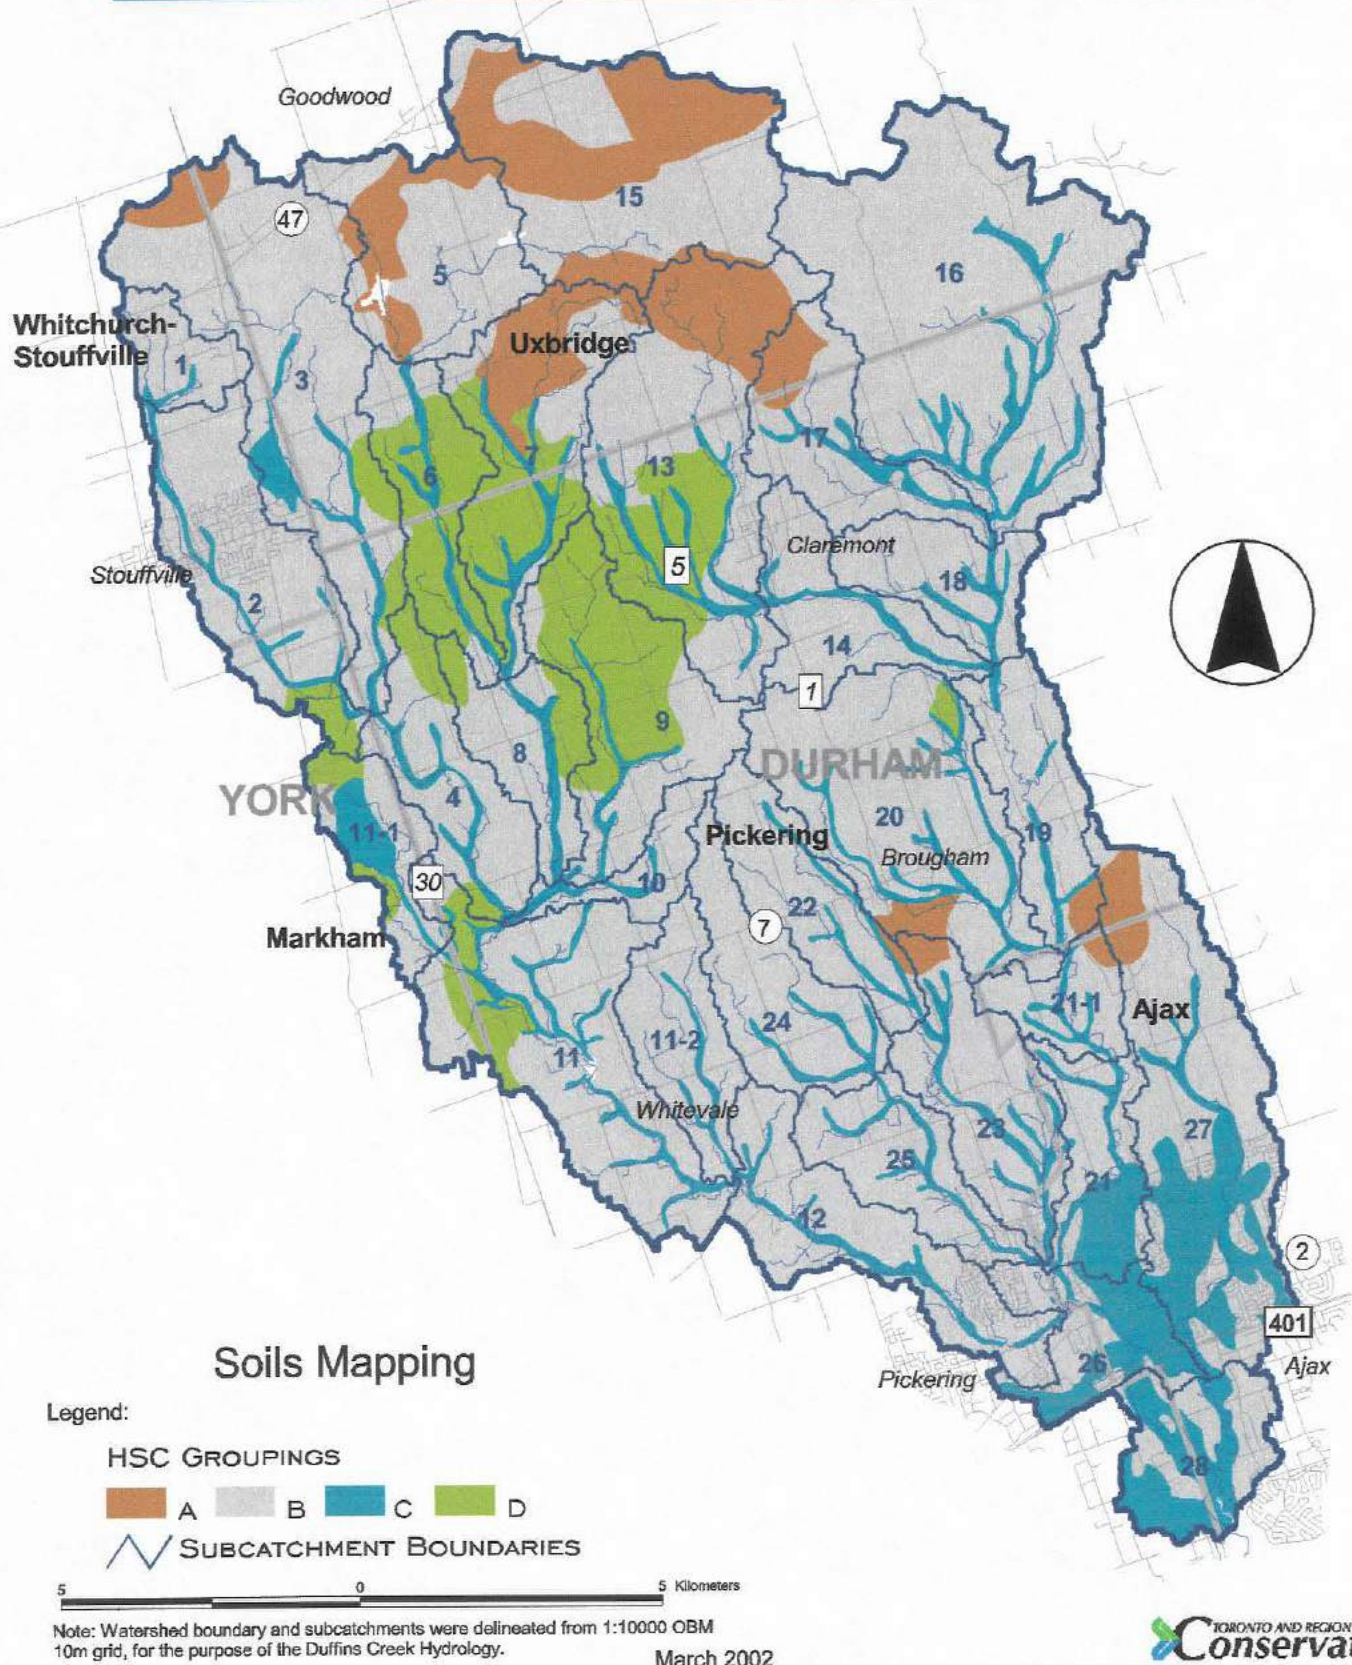 Goodwood
47
15
5
16
Whitchurch-
Stouffville
Uxbridge
1
3
17
6
7
13
Claremont
5
Stouffville
18
2
14
1
9
8
DURHAM
YORK
4
20
11-1
Pickering
19
Brougham
30
10
22
7
Markham
21-1
Ajax
24
11-2
11
Whitevale
23
27
25
21
12
2
401
26
Ajax
Pickering
28
Soils Mapping
Legend:
HSC GROUPINGS
A B C D
SUBCATCHMENT BOUNDARIES
5 0 5 Kilometers
Note: Watershed boundary and subcatchments were delineated from 1:10000 OBM
10m grid, for the purpose of the Duffins Creek Hydrology.
March 2002
TORONTO AND REGION
Conserva